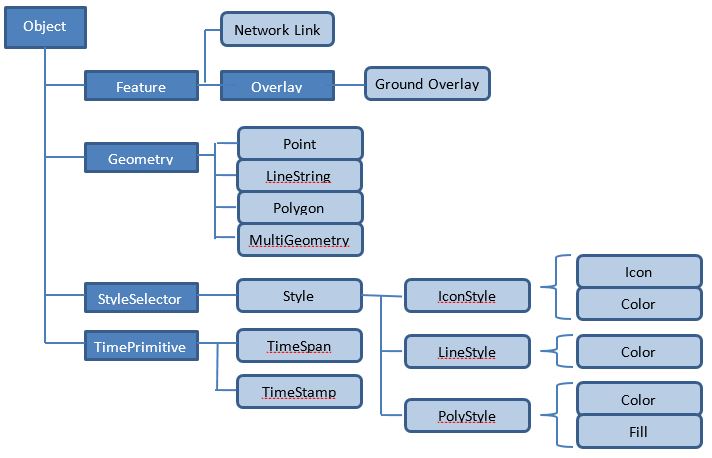 Object
Network Link
Feature
Overlay
Ground Overlay
Geometry
Point
LineString
Polygon
MultiGeometry
StyleSelector
Style
IconStyle
Icon
Color
LineStyle
Color
PolyStyle
Color
Fill
TimePrimitive
TimeSpan
TimeStamp